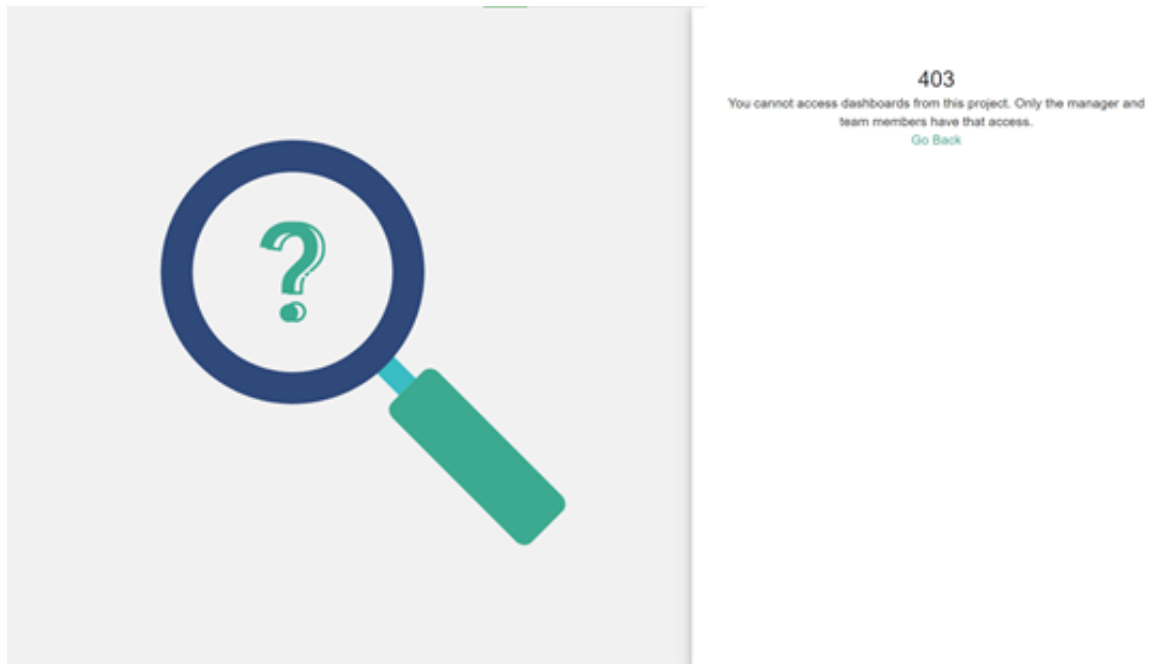 ?
403
You cannot access dashboards from this project. Only the manager and
team members have that access.
Go Back